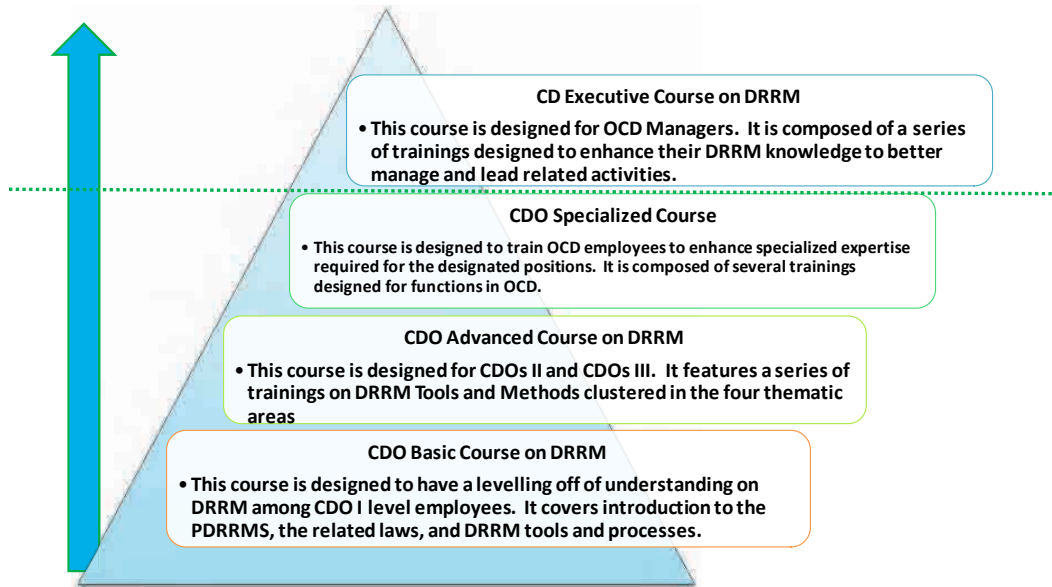 CD Executive Course on DRRM
• This course is designed for OCD Managers. It is composed of a series
of trainings designed to enhance their DRRM knowledge to better
manage and lead related activities.
CDO Specialized Course
• This course is designed to train OCD employees to enhance specialized expertise
required for the designated positions. It is composed of several trainings
designed for functions in OCD.
CDO Advanced Course on DRRM
• This course is designed for CDOs II and CDOs III. It features a series of
trainings on DRRM Tools and Methods clustered in the four thematic
areas
CDO Basic Course on DRRM
• This course is designed to have a levelling off of understanding on
DRRM among CDO I level employees. It covers introduction to the
PDRRMS, the related laws, and DRRM tools and processes.